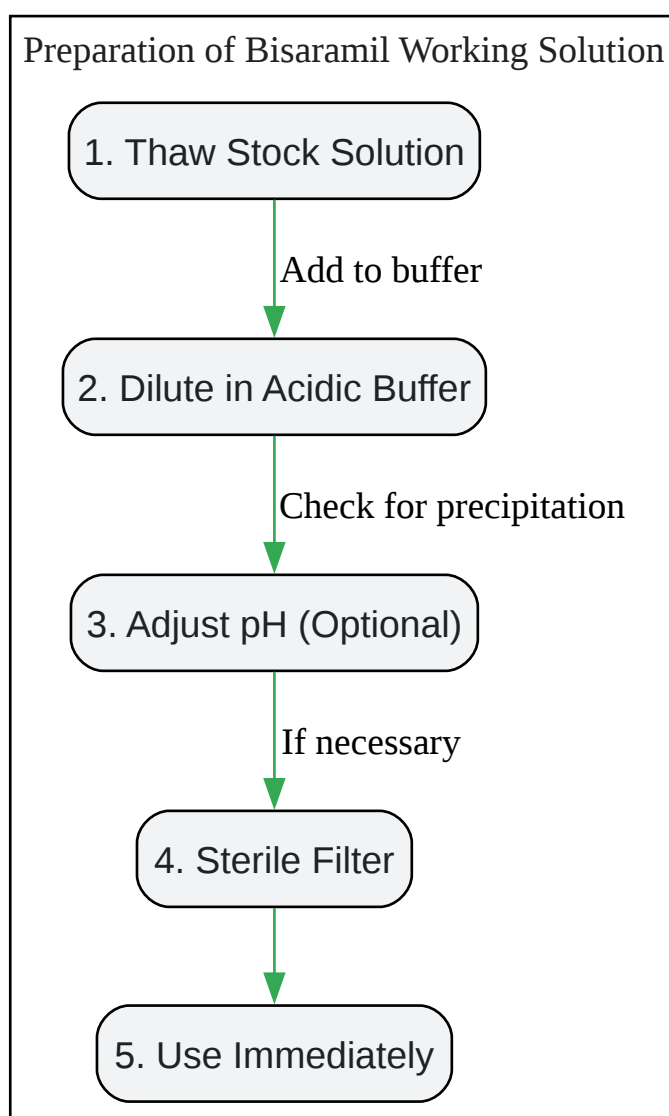 Preparation of Bisaramil Working Solution
1. Thaw Stock Solution
Add to buffer
2. Dilute in Acidic Buffer
Check for precipitation
3. Adjust pH (Optional)
If necessary
4. Sterile Filter
5. Use Immediately